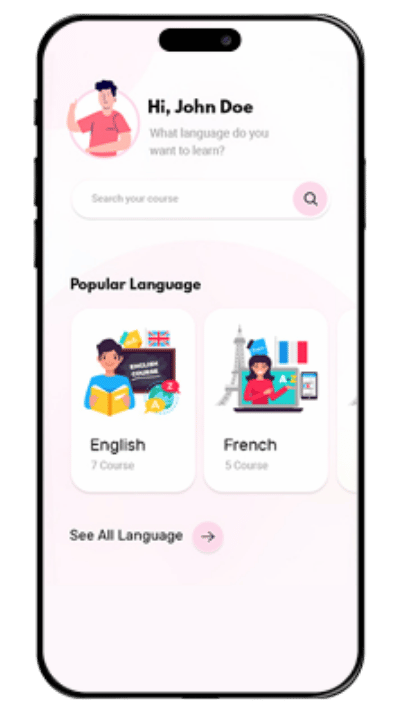 Hi, John Doe
What language do you
want to learn?
Search your course
Popular Language
ENGLISH
COURSE
A
Z
A Z
English
7 Course
French
5 Course
See All Language